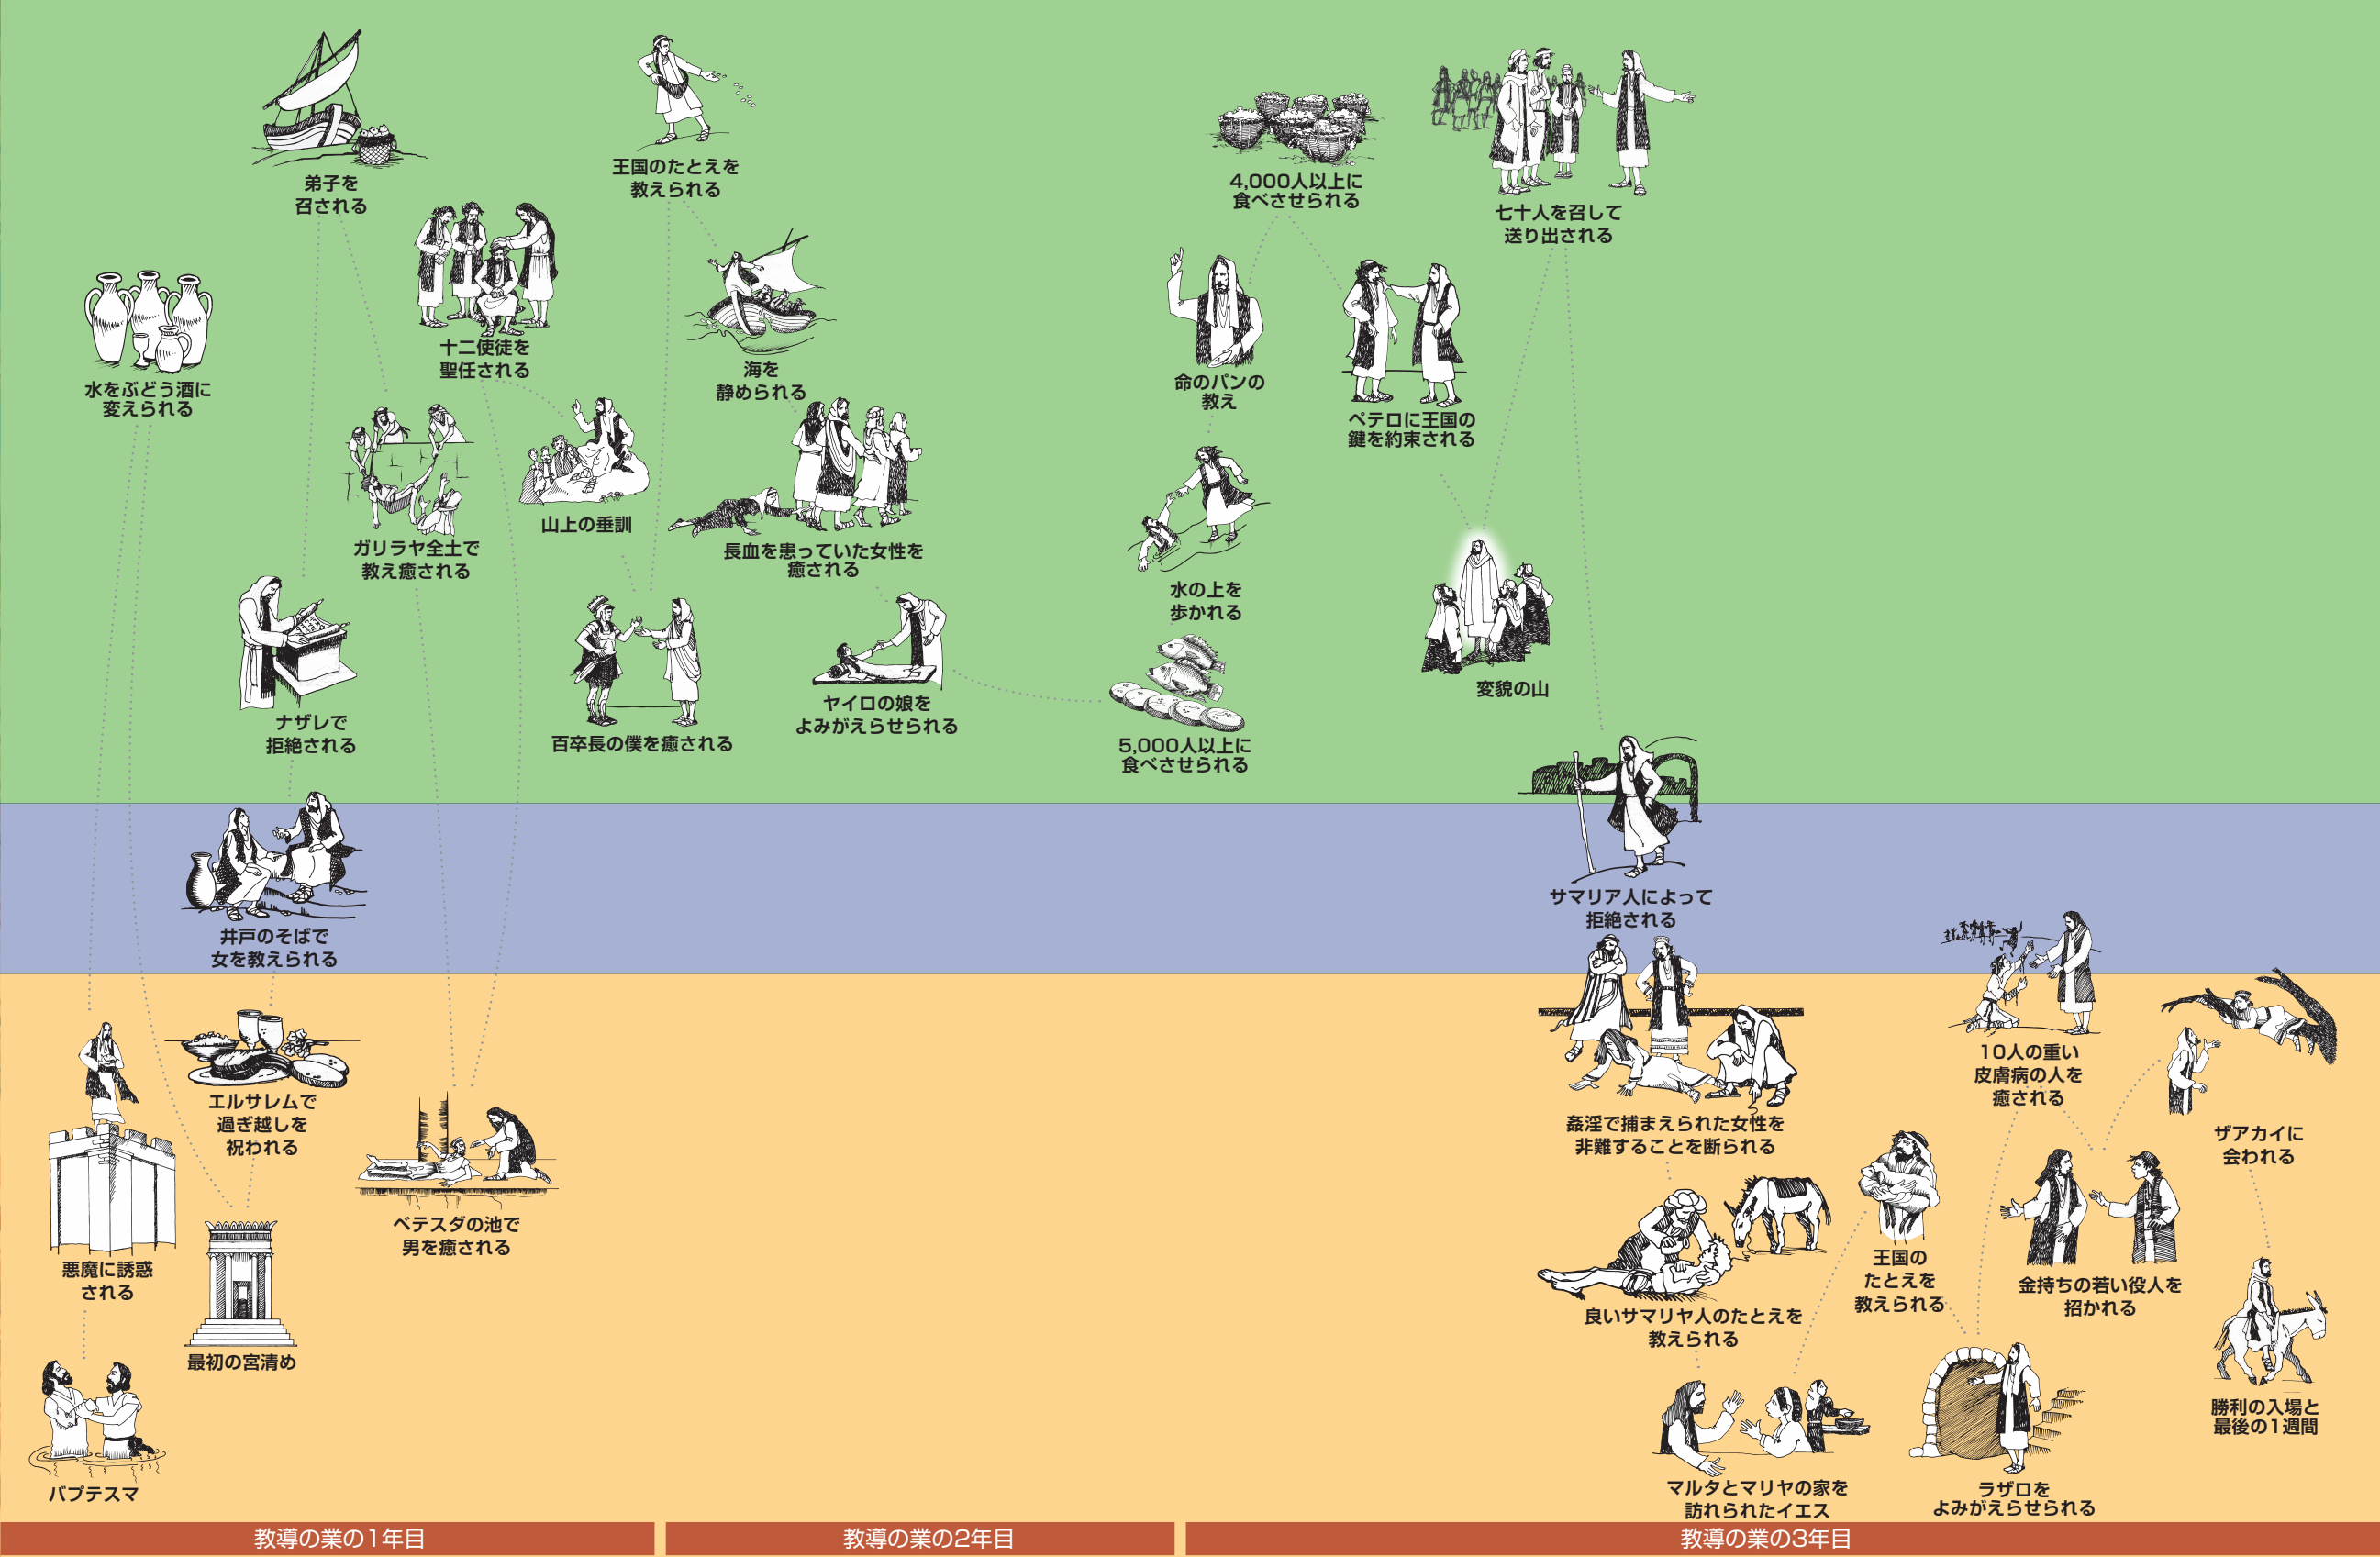 弟子を
召される
王国のたとえを
教えられる
4,000人以上に
食べさせられる
七十人を召して
送り出される
水をぶどう酒に
変えられる
十二使徒を
聖任される
海を
静められる
命のパンの
教え
ペテロに王国の
鍵を約束される
ガリラヤ全土で
教え癒される
山上の垂訓
長血を患っていた女性を
癒される
水の上を
歩かれる
変貌の山
ナザレで
拒絶される
百卒長の僕を癒される
ヤイロの娘を
よみがえらせられる
5,000人以上に
食べさせられる
井戸のそばで
女を教えられる
サマリア人によって
拒絶される
エルサレムで
過ぎ越しを
祝われる
姦淫で捕まえられた女性を
非難することを断られる
10人の重い
皮膚病の人を
癒される
ザアカイに
会われる
悪魔に誘惑
される
最初の宮清め
ベテスダの池で
男を癒される
良いサマリヤ人のたとえを
教えられる
王国の
たとえを
教えられる
金持ちの若い役人を
招かれる
バプテスマ
マルタとマリヤの家を
訪れられたイエス
ラザロを
よみがえらせられる
勝利の入場と
最後の1週間
教導の業の1年目
教導の業の2年目
教導の業の3年目